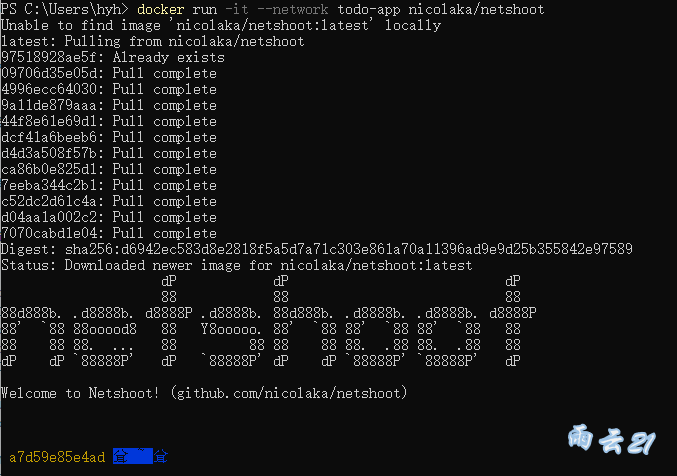 PS C:\Users\hyh> docker run -it --network todo-app nicolaka/netshoot
Unable to find image 'nicolaka/netshoot:latest' locally
latest: Pulling from nicolaka/netshoot
97518928ae5f: Already exists
09706d35e05d: Pull complete
4996ecc64030: Pull complete
9a11de879aaa: Pull complete
44f8e61e69d1: Pull complete
dcf41a6beeb6: Pull complete
d4d3a508f57b: Pull complete
ca86b0e825d1: Pull complete
7eeba344c2b1: Pull complete
c52dc2d61c4a: Pull complete
d04aa1a002c2: Pull complete
7070cabd1e04: Pull complete
Digest: sha256:d6942ec583d8e2818f5a5d7a71c303e861a70a11396ad9e9d25b355842e97589
Status: Downloaded newer image for nicolaka/netshoot:latest
                    dP            dP                           dP
                    88            88                           88
88d888b. .d8888b. d8888P .d8888b. 88d888b. .d8888b. .d8888b. d8888P
88'  `88 88ooood8   88   Y8ooooo. 88'  `88 88'  `88 88'  `88   88
88    88 88.  ...   88         88 88    88 88.  .88 88.  .88   88
dP    dP `88888P'   dP   `88888P' dP    dP `88888P' `88888P'   dP
Welcome to Netshoot! (github.com/nicolaka/netshoot)
a7d59e85e4ad ~
雨云21